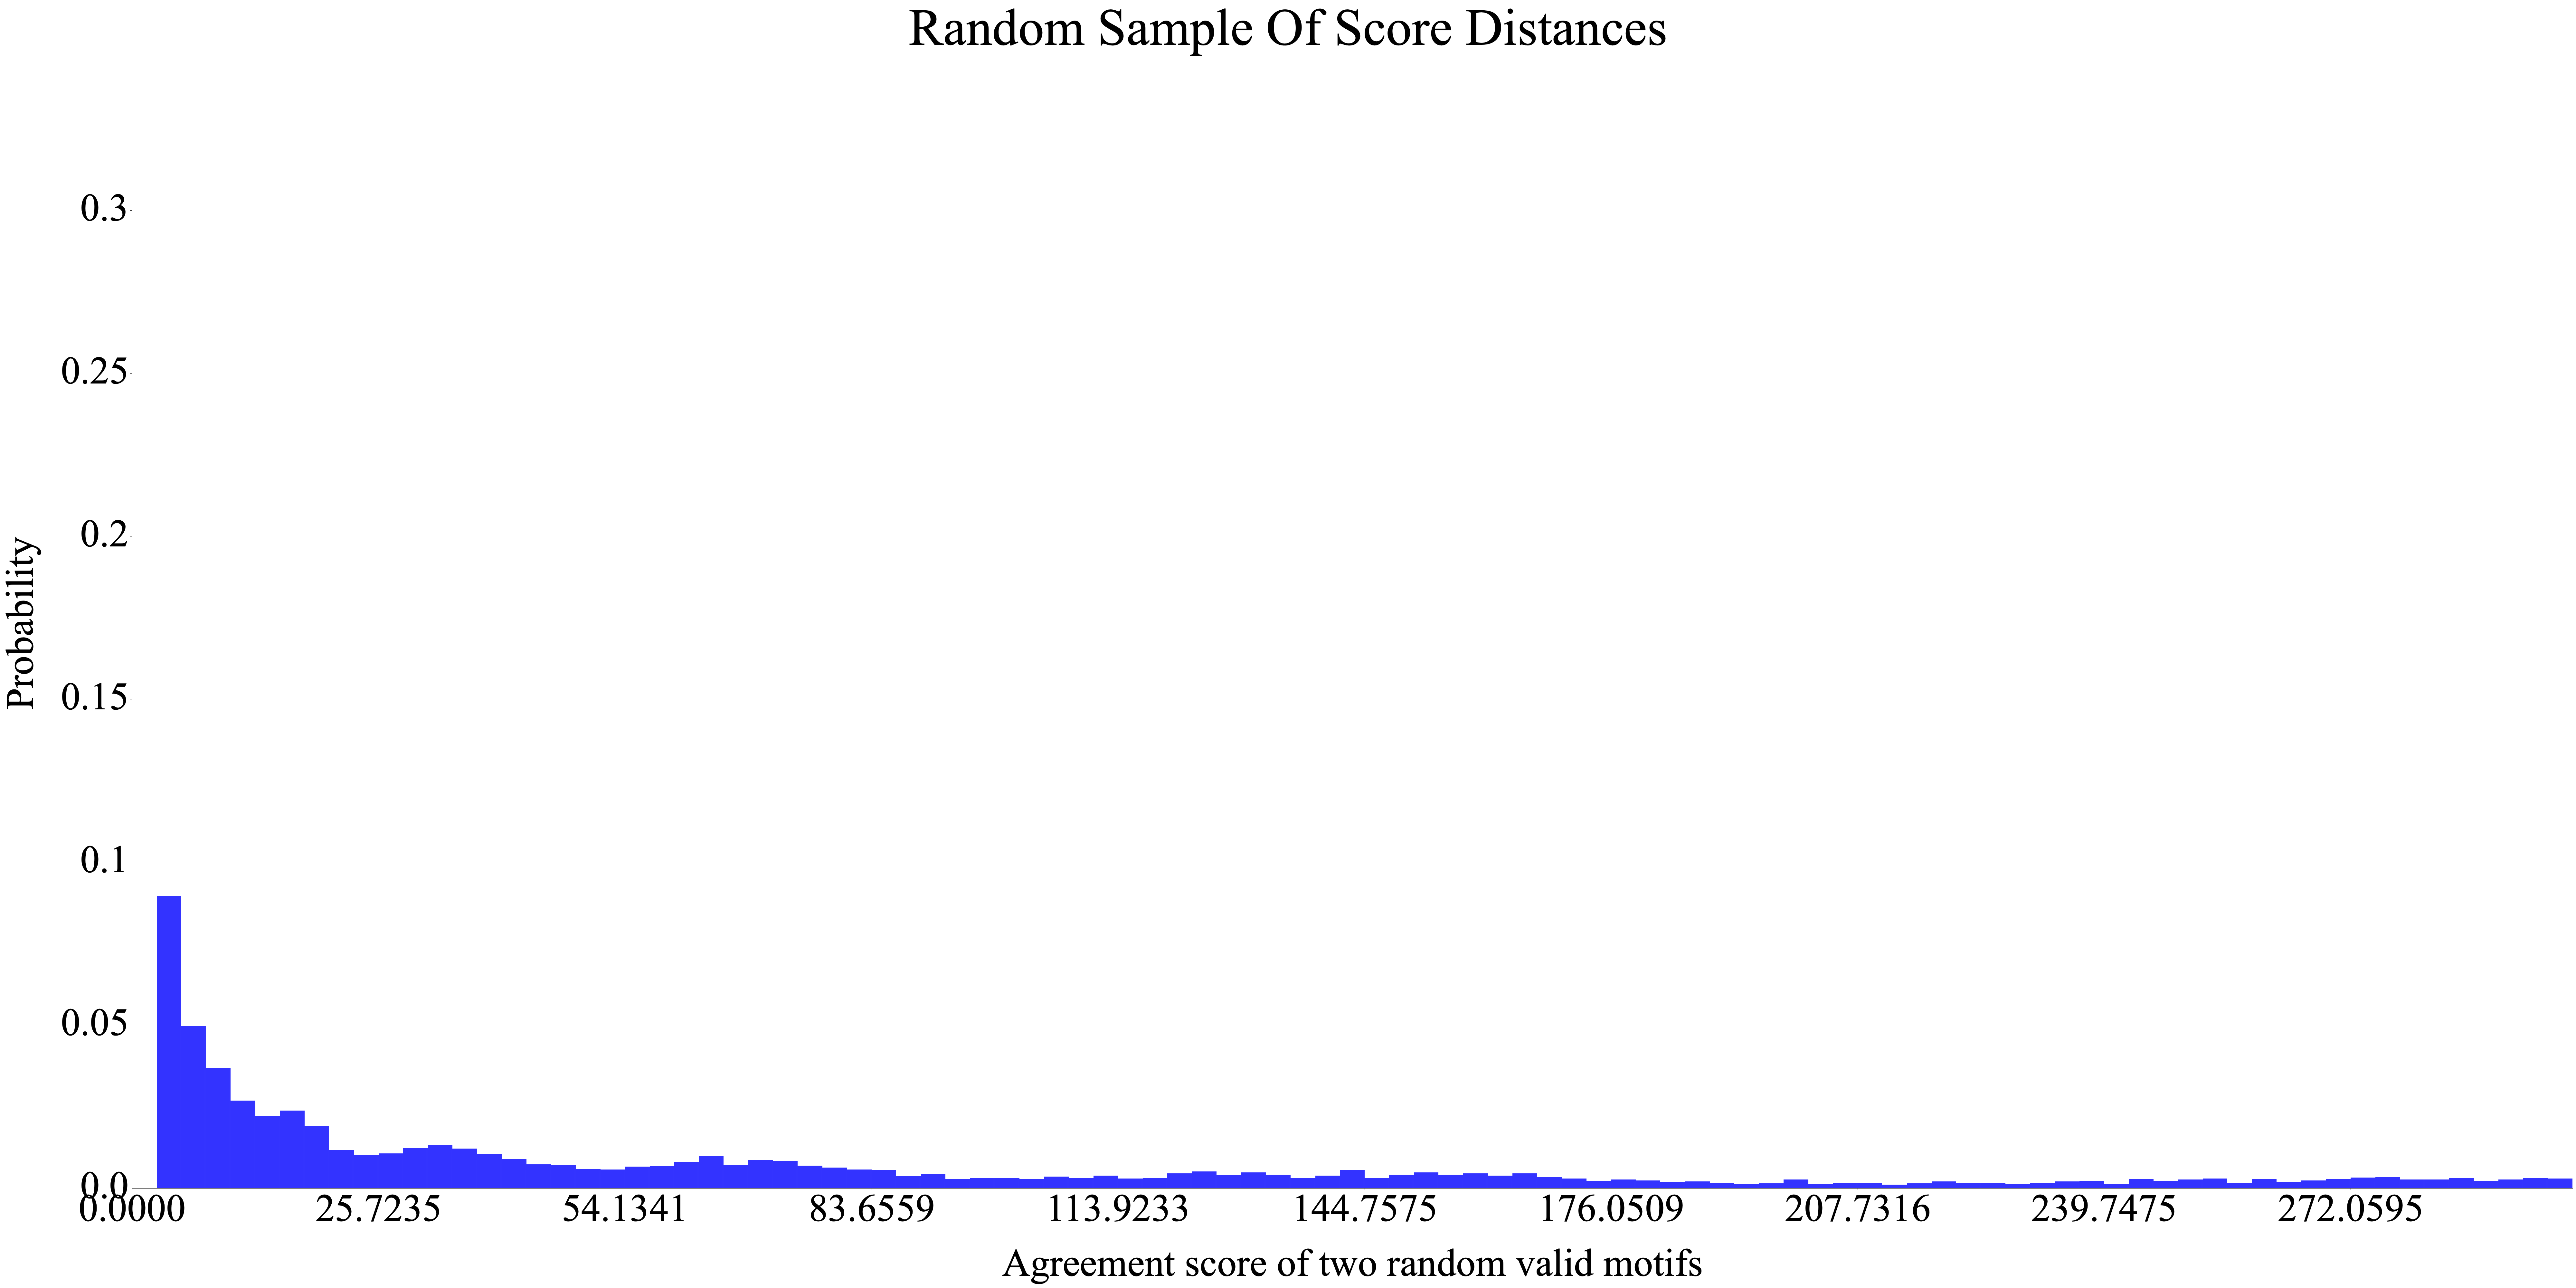 Random Sample Of Score Distances
Probability
0.3
0.25
0.2
0.15
0.1
0.05
0.0
0.0000 25.7235 54.1341 83.6559 113.9233 144.7575 176.0509 207.7316 239.7475 272.0595
Agreement score of two random valid motifs